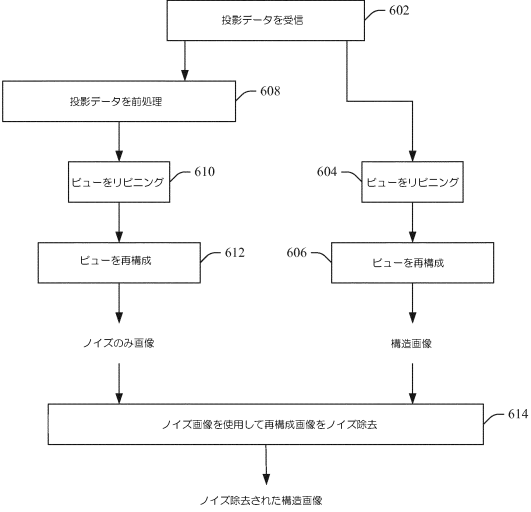 投影データを受信
602
投影データを前処理
608
ビューをリビニング
610
604
ビューをリビニング
ビューを再構成
612
606
ビューを再構成
ノイズのみ画像
構造画像
ノイズ画像を使用して再構成画像をノイズ除去
614
ノイズ除去された構造画像